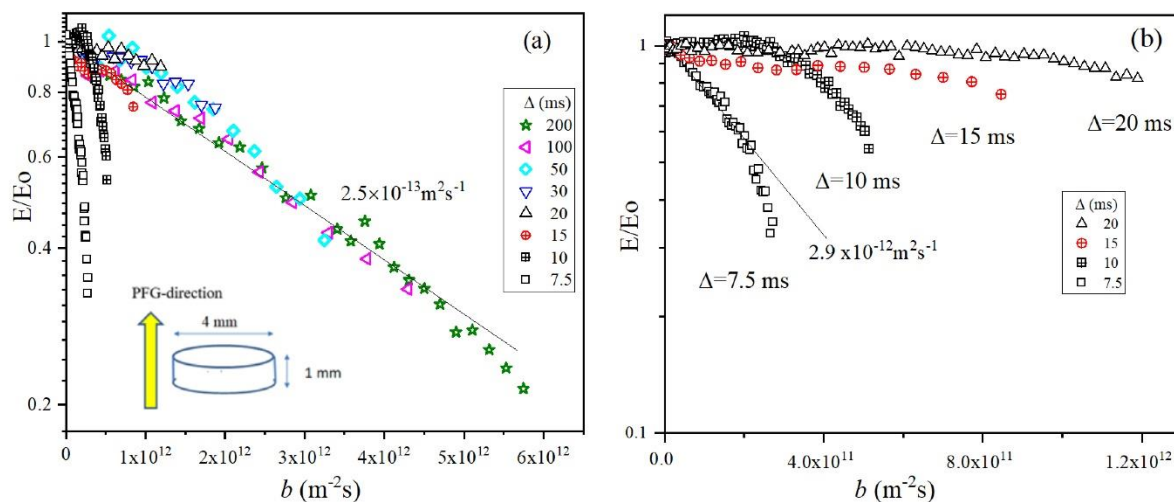 (a)
E/Eo
1
0.8
0.6
0.4
0.2
Δ (ms)
200
100
50
30
20
15
10
7.5
2.5×10⁻¹³m²s⁻¹
PFG-direction
4 mm
1 mm
0
1x10¹²
2x10¹²
3x10¹²
4x10¹²
5x10¹²
6x10¹²
b (m⁻²s)
(b)
E/Eo
1
0.1
Δ=20 ms
Δ=15 ms
Δ=10 ms
Δ (ms)
20
15
10
7.5
2.9 x10⁻¹²m²s⁻¹
Δ=7.5 ms
0.0
4.0x10¹¹
8.0x10¹¹
1.2x10¹²
b (m⁻²s)